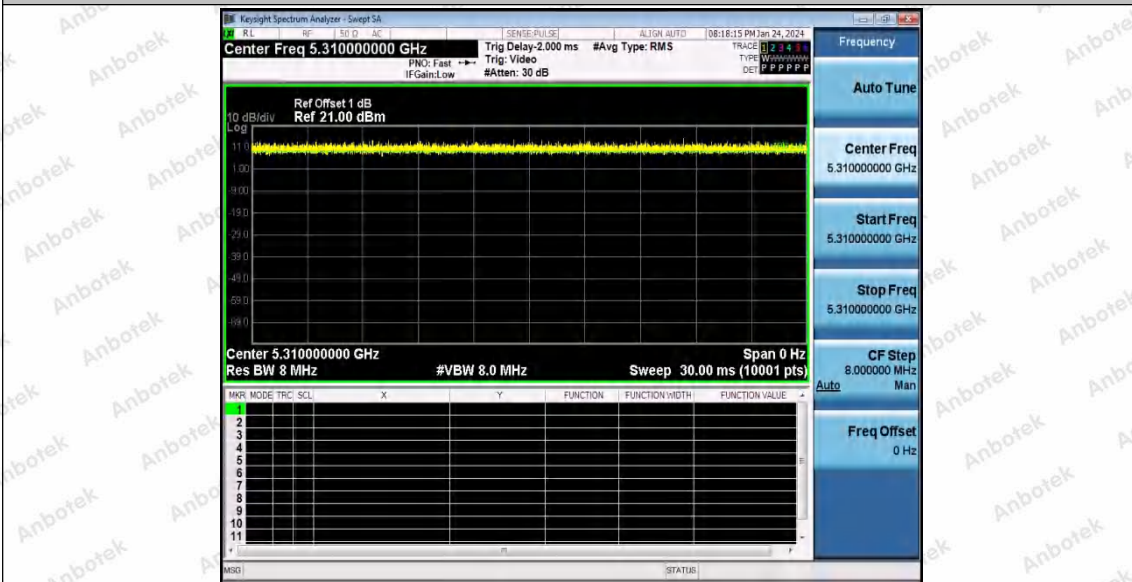 Keysight Spectrum Analyzer - Swept SA
RL RF 50 Ω AC SENSE:PULSE ALIGN AUTO 08:18:15 PM Jan 24, 2024
Center Freq 5.310000000 GHz
Trig Delay-2.000 ms #Avg Type: RMS
TRACE 1 2 3 4 5 6
PNO: Fast Trig: Video
TYPE WWWWWW
IFGain:Low #Atten: 30 dB
DET P P P P P P
Ref Offset 1 dB
10 dB/div Ref 21.00 dBm
Log
11.0
1.00
-9.00
-19.0
-29.0
-39.0
-49.0
-59.0
-69.0
Center 5.310000000 GHz Span 0 Hz
Res BW 8 MHz #VBW 8.0 MHz Sweep 30.00 ms (10001 pts)
MKR MODE TRC SCL X Y FUNCTION FUNCTION WIDTH FUNCTION VALUE
1
2
3
4
5
6
7
8
9
10
11
MSG STATUS
Frequency
Auto Tune
Center Freq
5.310000000 GHz
Start Freq
5.310000000 GHz
Stop Freq
5.310000000 GHz
CF Step
8.000000 MHz
Auto Man
Freq Offset
0 Hz
Anbotek